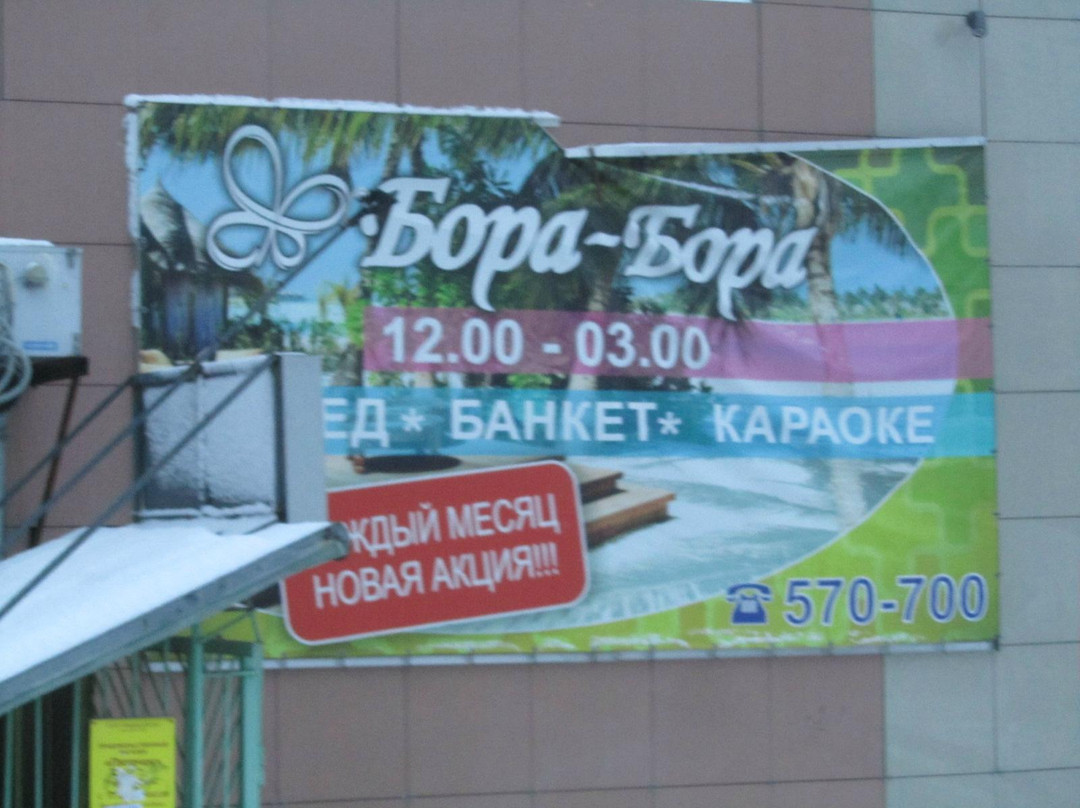 Бора~Бора
12.00 - 03.00
ЕД * БАНКЕТ* КАРАОКЕ
ЖДЫЙ МЕСЯЦ
НОВАЯ АКЦИЯ!!!
570-700